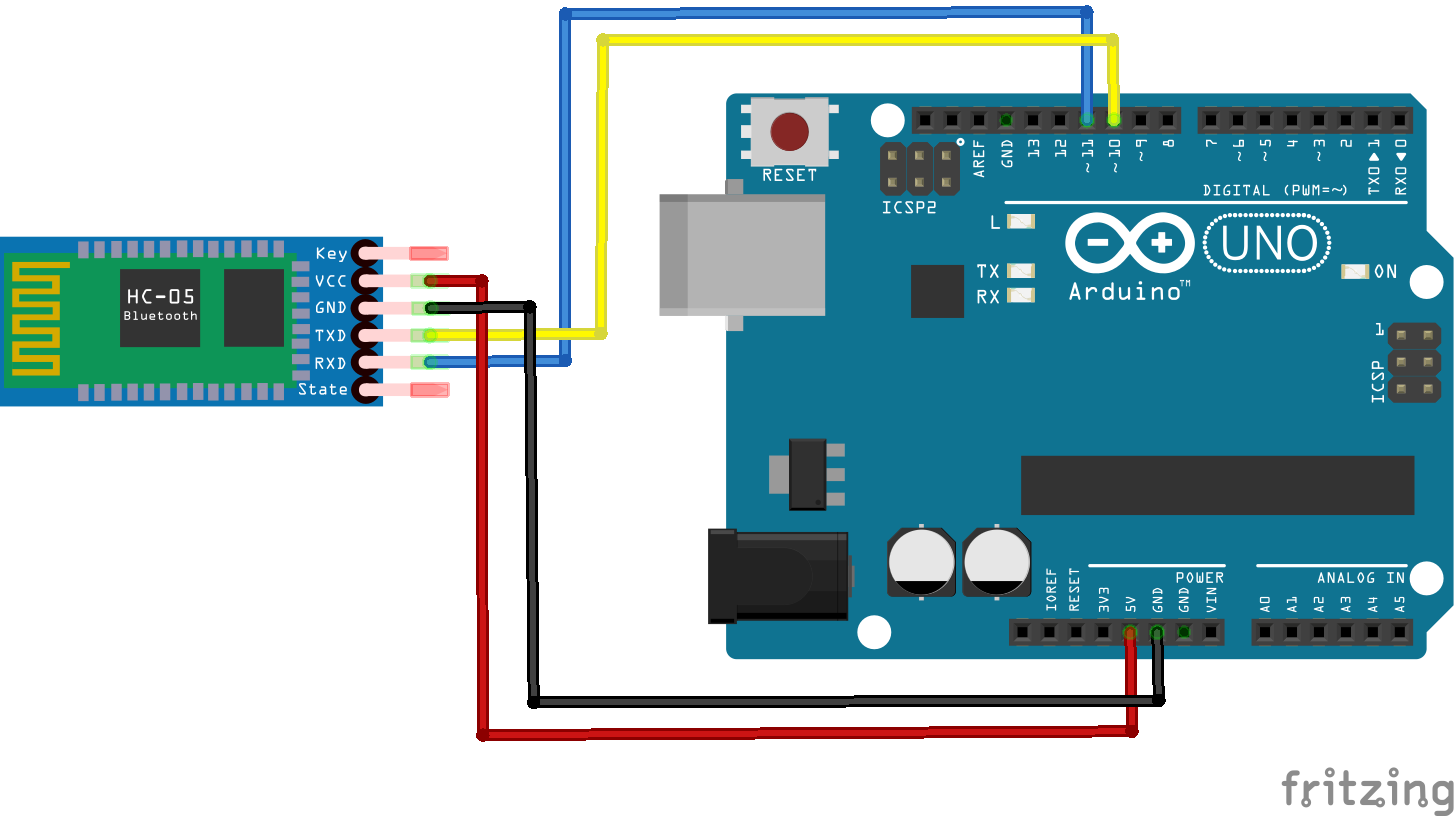 Key
VCC
GND
TXD
RXD
State
HC-05
Bluetooth
RESET
ICSP2
AREF
GND
13
12
~11
~10
~9
8
7
~6
~5
4
~3
2
TX0▶1
RX0◀0
DIGITAL (PWM=~)
L
TX
RX
UNO
Arduino™
ON
1
ICSP
IOREF
RESET
3V3
5V
GND
GND
VIN
POWER
ANALOG IN
A0
A1
A2
A3
A4
A5
fritzing